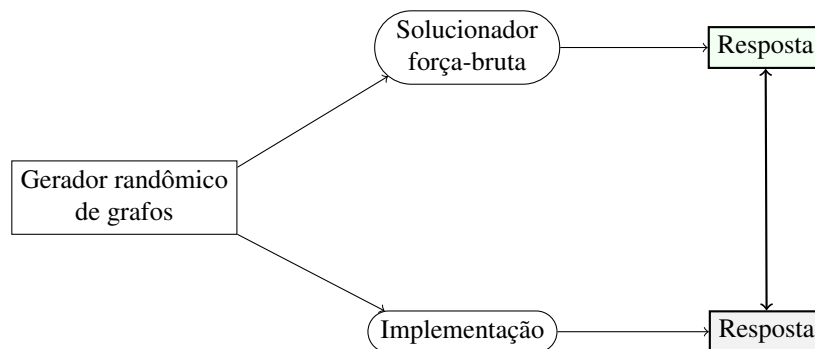 Solucionador
força-bruta
Resposta
Gerador randômico
de grafos
Implementação
Resposta